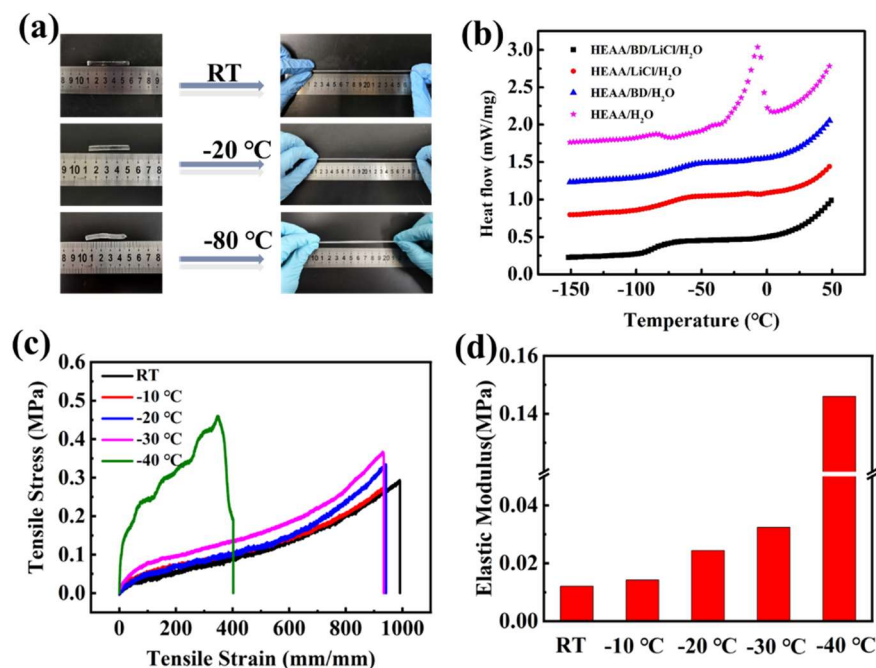 (a)
RT
-20 °C
-80 °C
(b)
Heat flow (mW/mg)
3.0
2.5
2.0
1.5
1.0
0.5
0.0
HEAA/BD/LiCl/H₂O
HEAA/LiCl/H₂O
HEAA/BD/H₂O
HEAA/H₂O
-150 -100 -50 0 50
Temperature (°C)
(c)
Tensile Stress (MPa)
0.6
0.5
0.4
0.3
0.2
0.1
0.0
RT
-10 °C
-20 °C
-30 °C
-40 °C
0 200 400 600 800 1000
Tensile Strain (mm/mm)
(d)
Elastic Modulus(MPa)
0.16
0.14
0.04
0.02
0.00
RT -10 °C -20 °C -30 °C -40 °C